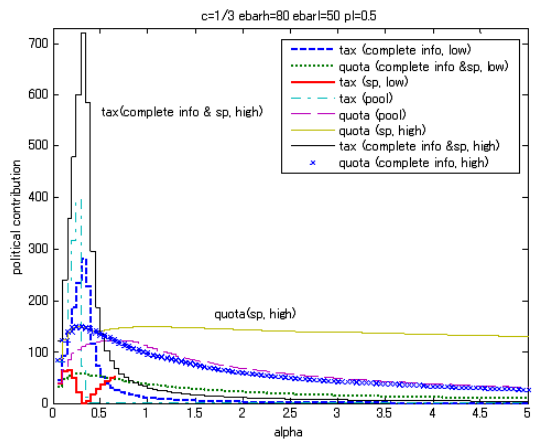 c=1/3 ebarh=80 ebarl=50 pl=0.5
700
600
500
400
300
200
100
0
political contribution
tax (complete info, low)
quota (complete info &sp, low)
tax (sp, low)
tax (pool)
quota (pool)
quota (sp, high)
tax (complete info &sp, high)
quota (complete info, high)
tax(complete info & sp, high)
quota(sp, high)
0 0.5 1 1.5 2 2.5 3 3.5 4 4.5 5
alpha